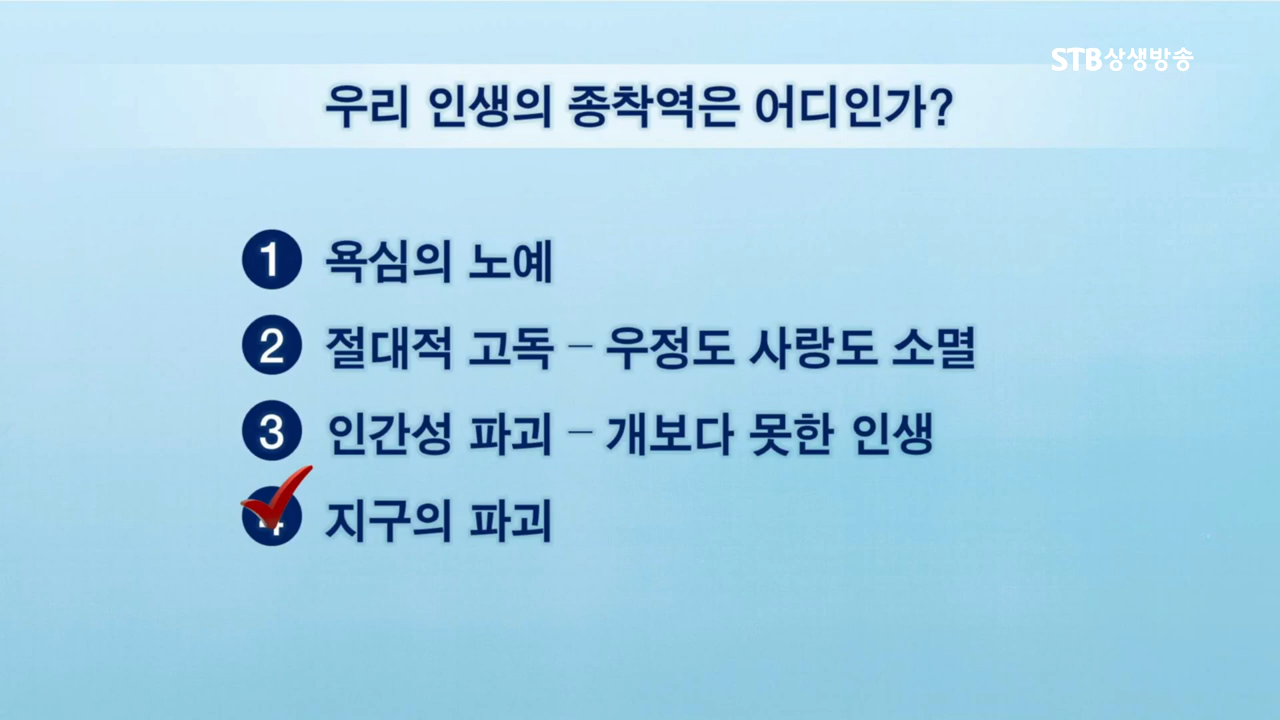 STB상생방송
우리 인생의 종착역은 어디인가?
1 욕심의 노예
2 절대적 고독 – 우정도 사랑도 소멸
3 인간성 파괴 – 개보다 못한 인생
4 지구의 파괴